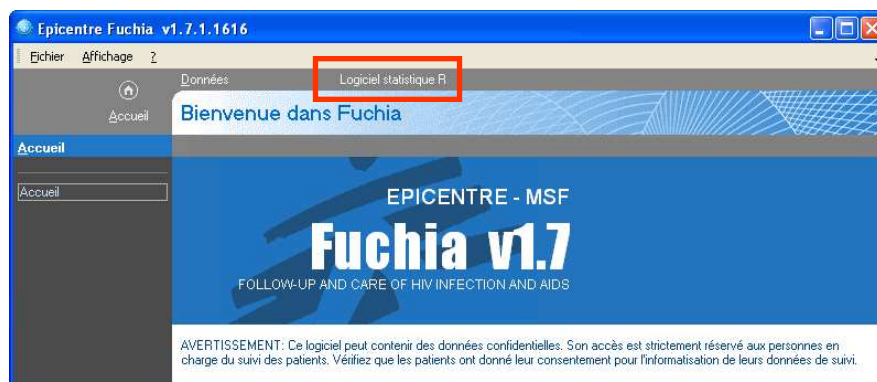 Epicentre Fuchia v1.7.1.1616
Fichier Affichage ?
Données Logiciel statistique R
Accueil
Bienvenue dans Fuchia
Accueil
Accueil
EPICENTRE - MSF
Fuchia v1.7
FOLLOW-UP AND CARE OF HIV INFECTION AND AIDS
AVERTISSEMENT: Ce logiciel peut contenir des données confidentielles. Son accès est strictement réservé aux personnes en
charge du suivi des patients. Vérifiez que les patients ont donné leur consentement pour l'informatisation de leurs données de suivi.